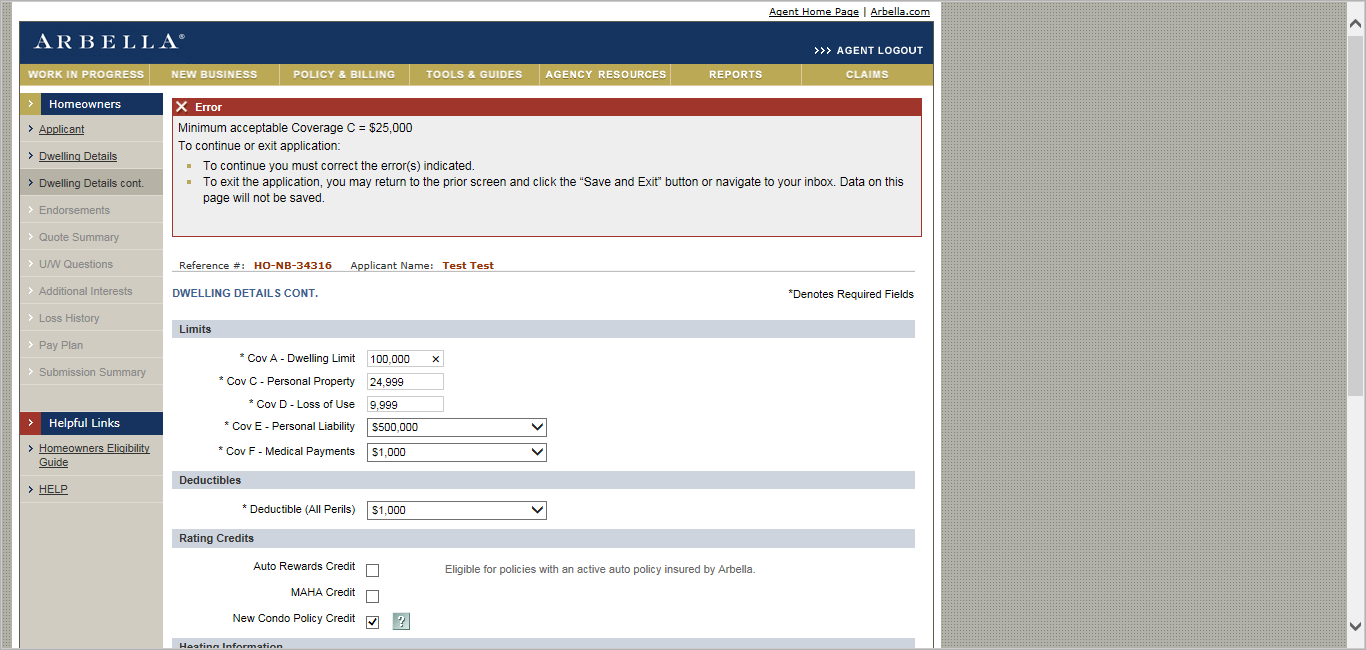 Agent Home Page | Arbella.com
ARBELLA®
>>> AGENT LOGOUT
WORK IN PROGRESS NEW BUSINESS POLICY & BILLING TOOLS & GUIDES AGENCY RESOURCES REPORTS CLAIMS
Homeowners
Applicant
Dwelling Details
Dwelling Details cont.
Endorsements
Quote Summary
U/W Questions
Additional Interests
Loss History
Pay Plan
Submission Summary
Helpful Links
Homeowners Eligibility
Guide
HELP
Error
Minimum acceptable Coverage C = $25,000
To continue or exit application:
To continue you must correct the error(s) indicated.
To exit the application, you may return to the prior screen and click the “Save and Exit” button or navigate to your inbox. Data on this
page will not be saved.
Reference #: HO-NB-34316 Applicant Name: Test Test
DWELLING DETAILS CONT. *Denotes Required Fields
Limits
* Cov A - Dwelling Limit 100,000
* Cov C - Personal Property 24,999
* Cov D - Loss of Use 9,999
* Cov E - Personal Liability $500,000
* Cov F - Medical Payments $1,000
Deductibles
* Deductible (All Perils) $1,000
Rating Credits
Auto Rewards Credit Eligible for policies with an active auto policy insured by Arbella.
MAHA Credit
New Condo Policy Credit ?
Heating Information